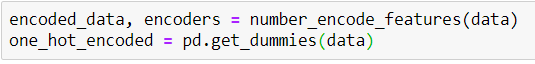 encoded_data, encoders = number_encode_features(data)
one_hot_encoded = pd.get_dummies(data)